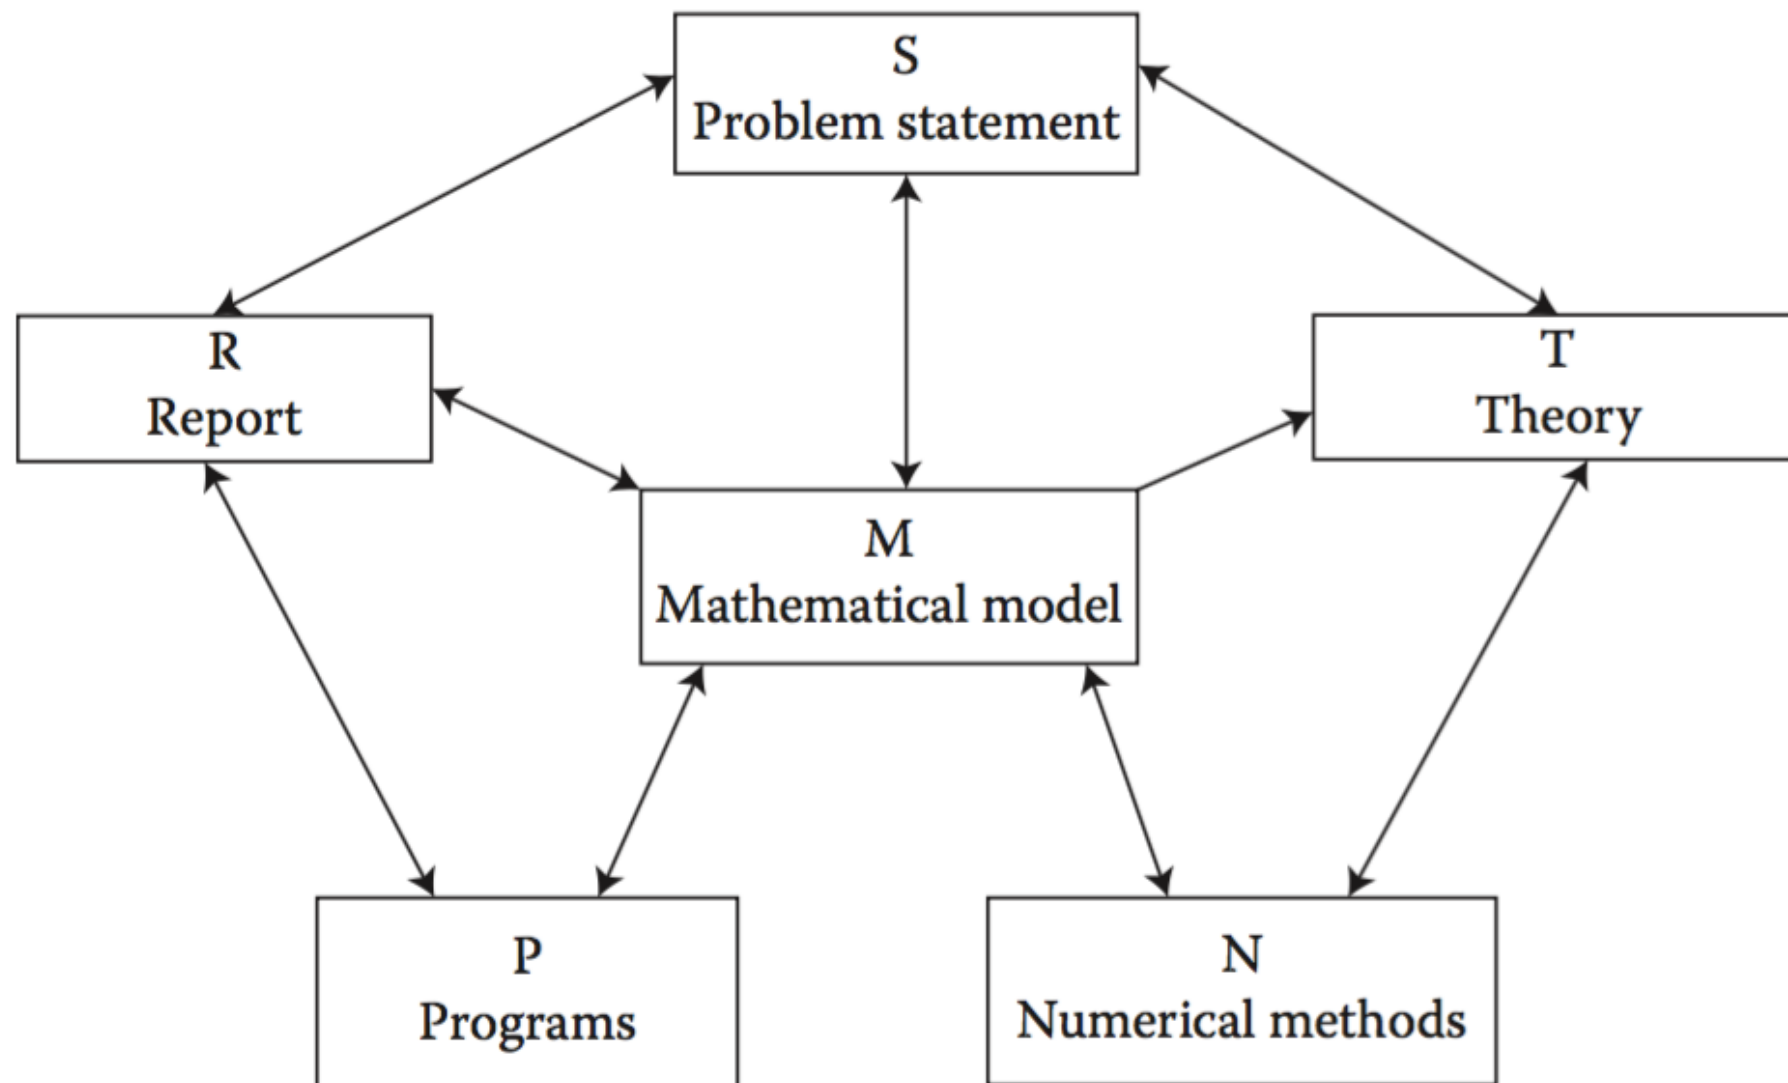 S
Problem statement
R
Report
T
Theory
M
Mathematical model
P
Programs
N
Numerical methods